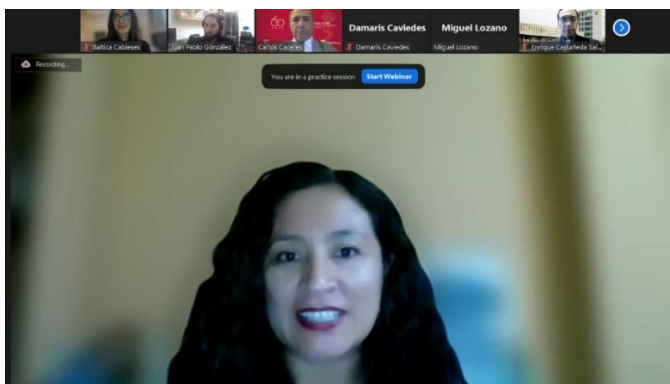 Damaris Caviedes
Miguel Lozano
Baltica Cabieses
Juan Pablo González
Carlos Caceres
Damaris Caviedes
Miguel Lozano
Enrique Castañeda Sal...
Recording...
You are in a practice session
Start Webinar